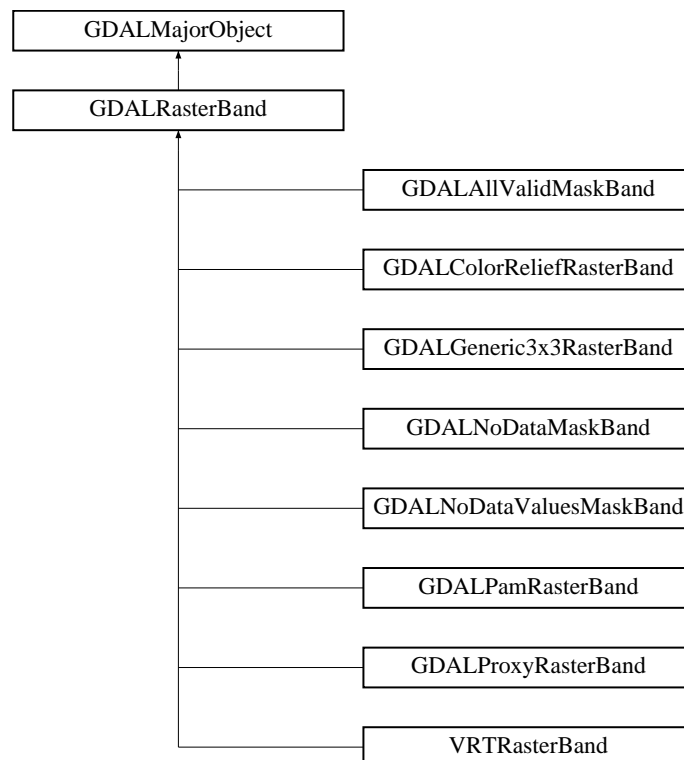 GDALMajorObject
GDALRasterBand
GDALAllValidMaskBand
GDALColorReliefRasterBand
GDALGeneric3x3RasterBand
GDALNoDataMaskBand
GDALNoDataValuesMaskBand
GDALPamRasterBand
GDALProxyRasterBand
VRTRasterBand